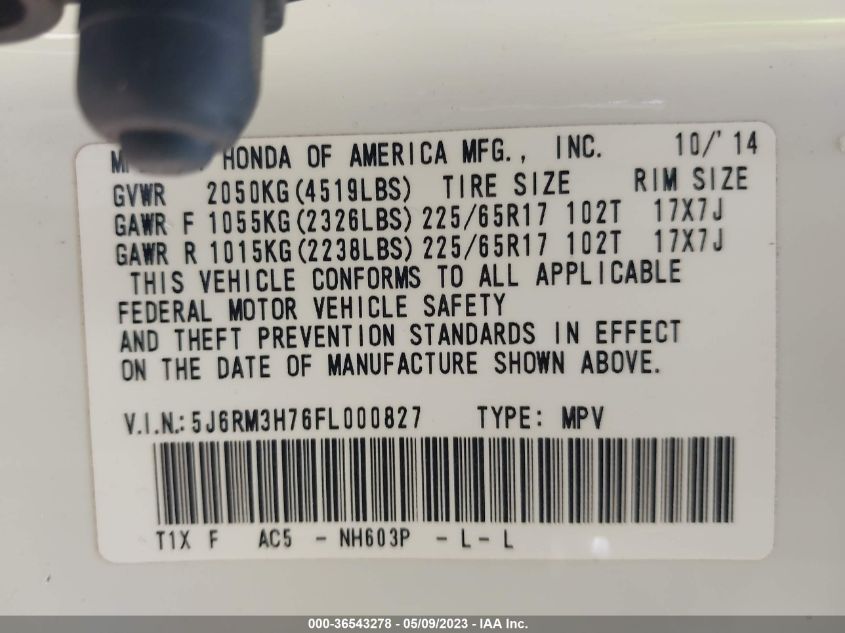 HONDA OF AMERICA MFG., INC. 10/'14
GVWR 2050KG(4519LBS) TIRE SIZE RIM SIZE
GAWR F 1055KG(2326LBS) 225/65R17 102T 17X7J
GAWR R 1015KG(2238LBS) 225/65R17 102T 17X7J
THIS VEHICLE CONFORMS TO ALL APPLICABLE
FEDERAL MOTOR VEHICLE SAFETY
AND THEFT PREVENTION STANDARDS IN EFFECT
ON THE DATE OF MANUFACTURE SHOWN ABOVE.
V.I.N.: 5J6RM3H76FL000827 TYPE: MPV
T1X F AC5 - NH603P - L - L
000-36543278 - 05/09/2023 - IAA Inc.